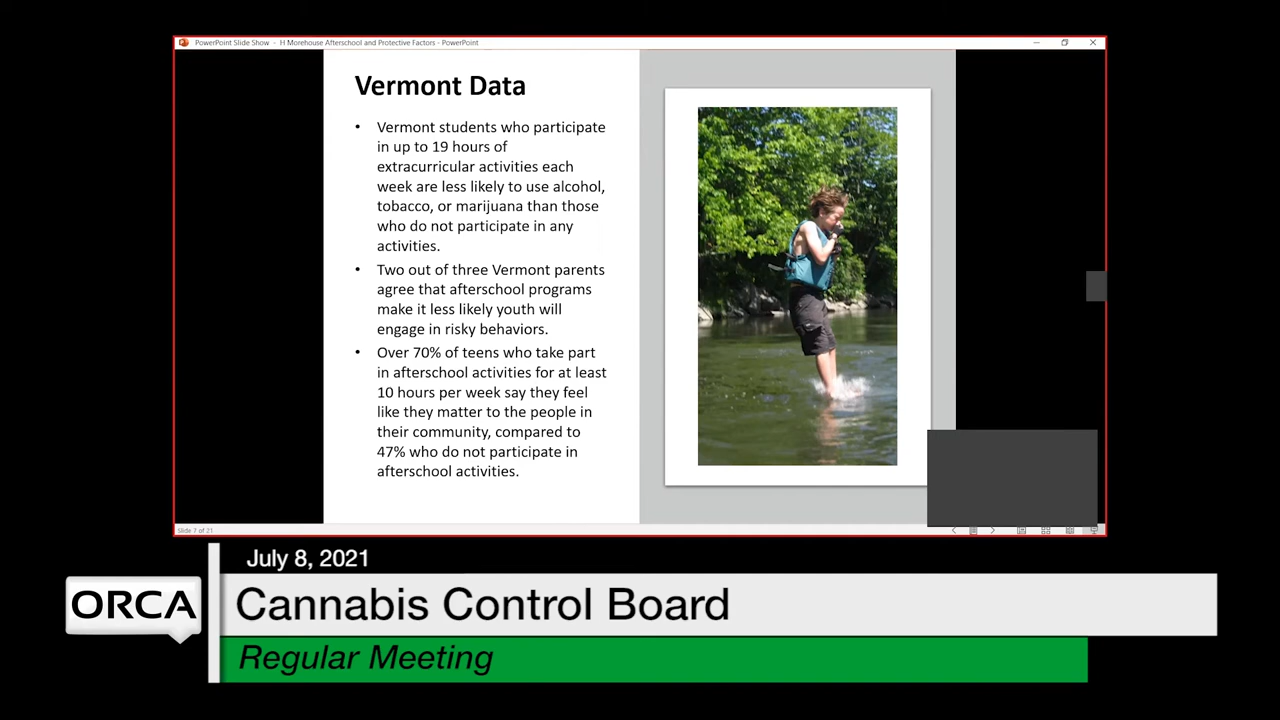 PowerPoint Slide Show - H Morehouse Afterschool and Protective Factors - PowerPoint
Vermont Data
• Vermont students who participate
in up to 19 hours of
extracurricular activities each
week are less likely to use alcohol,
tobacco, or marijuana than those
who do not participate in any
activities.
• Two out of three Vermont parents
agree that afterschool programs
make it less likely youth will
engage in risky behaviors.
• Over 70% of teens who take part
in afterschool activities for at least
10 hours per week say they feel
like they matter to the people in
their community, compared to
47% who do not participate in
afterschool activities.
Slide 7 of 21
July 8, 2021
ORCA
Cannabis Control Board
Regular Meeting